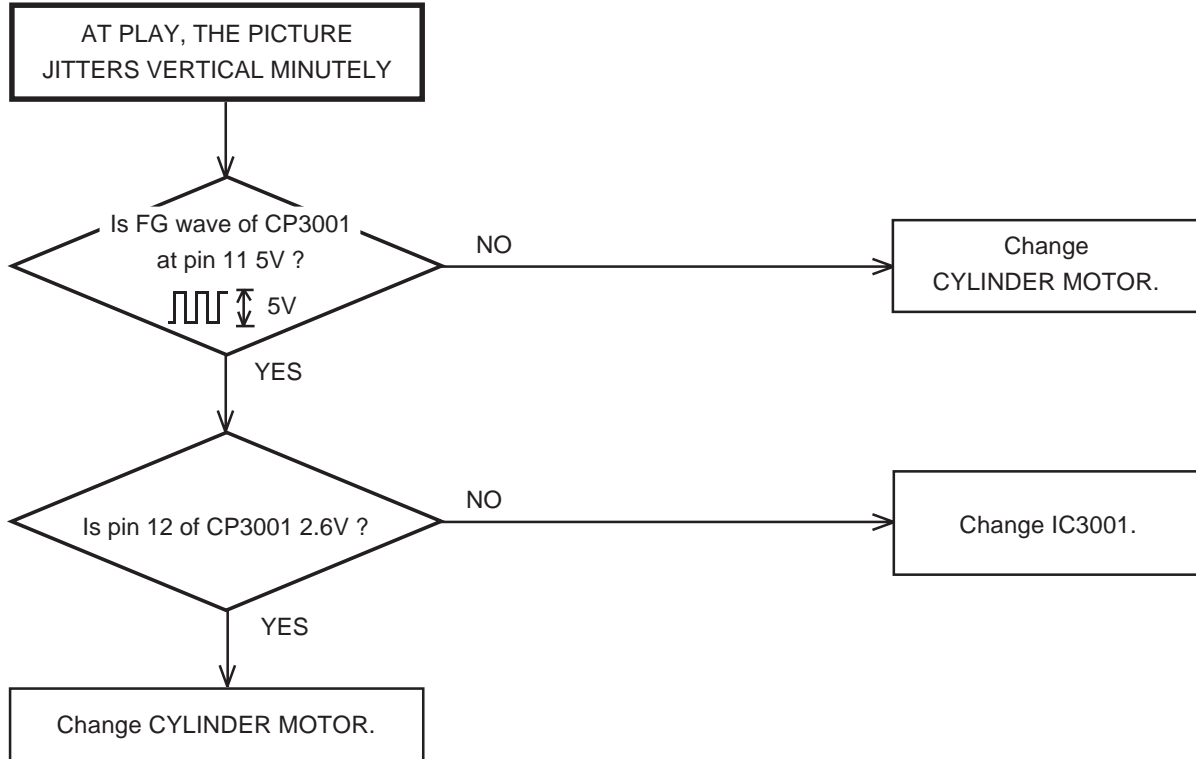 AT PLAY, THE PICTURE
JITTERS VERTICAL MINUTELY
Is FG wave of CP3001
at pin 11 5V ?
5V
NO
Change
CYLINDER MOTOR.
YES
Is pin 12 of CP3001 2.6V ?
NO
Change IC3001.
YES
Change CYLINDER MOTOR.